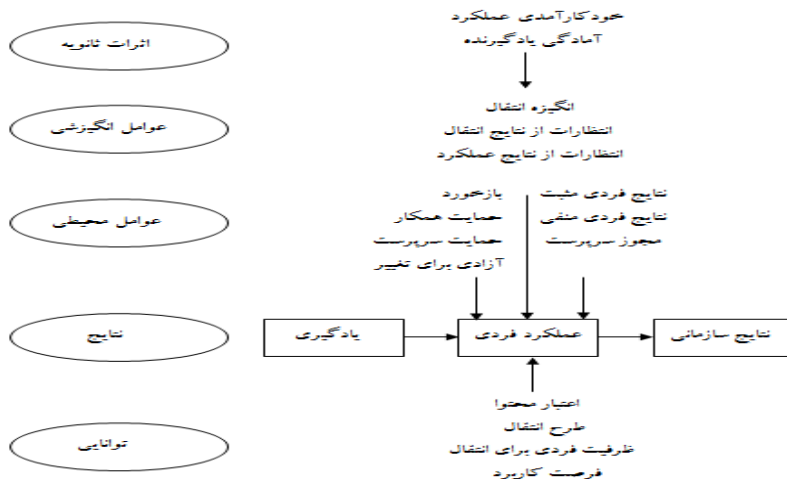 خودکارآمدی عملکرد
آمادگی یادگیرنده
اثرات ثانویه
انگیزه انتقال
انتظارات از نتایج انتقال
انتظارات از نتایج عملکرد
عوامل انگیزشی
نتایج فردی مثبت
نتایج فردی منفی
مجوز سرپرست
بازخورد
حمایت همکار
حمایت سرپرست
آزادی برای تغییر
عوامل محیطی
نتایج سازمانی
عملکرد فردی
یادگیری
نتایج
اعتبار محتوا
طرح انتقال
ظرفیت فردی برای انتقال
فرصت کاربرد
توانایی